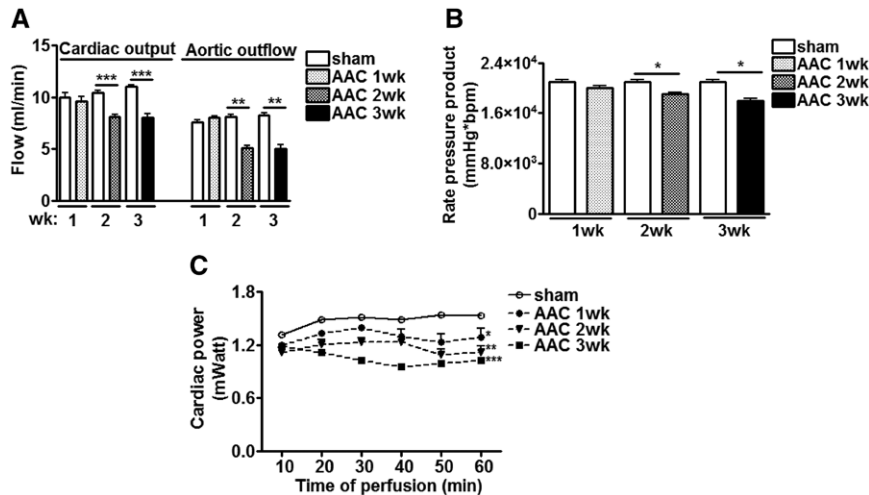 A
Cardiac output
Aortic outflow
sham
AAC 1wk
AAC 2wk
AAC 3wk
Flow (ml/min)
15
10
5
0
***
***
**
**
wk: 1 2 3 1 2 3
B
sham
AAC 1wk
AAC 2wk
AAC 3wk
Rate pressure product
(mmHg*bpm)
2.4×10⁴
1.6×10⁴
8.0×10³
0.0
*
*
1wk 2wk 3wk
C
sham
AAC 1wk
AAC 2wk
AAC 3wk
Cardiac power
(mWatt)
1.8
1.2
0.6
0.0
*
**
***
10 20 30 40 50 60
Time of perfusion (min)